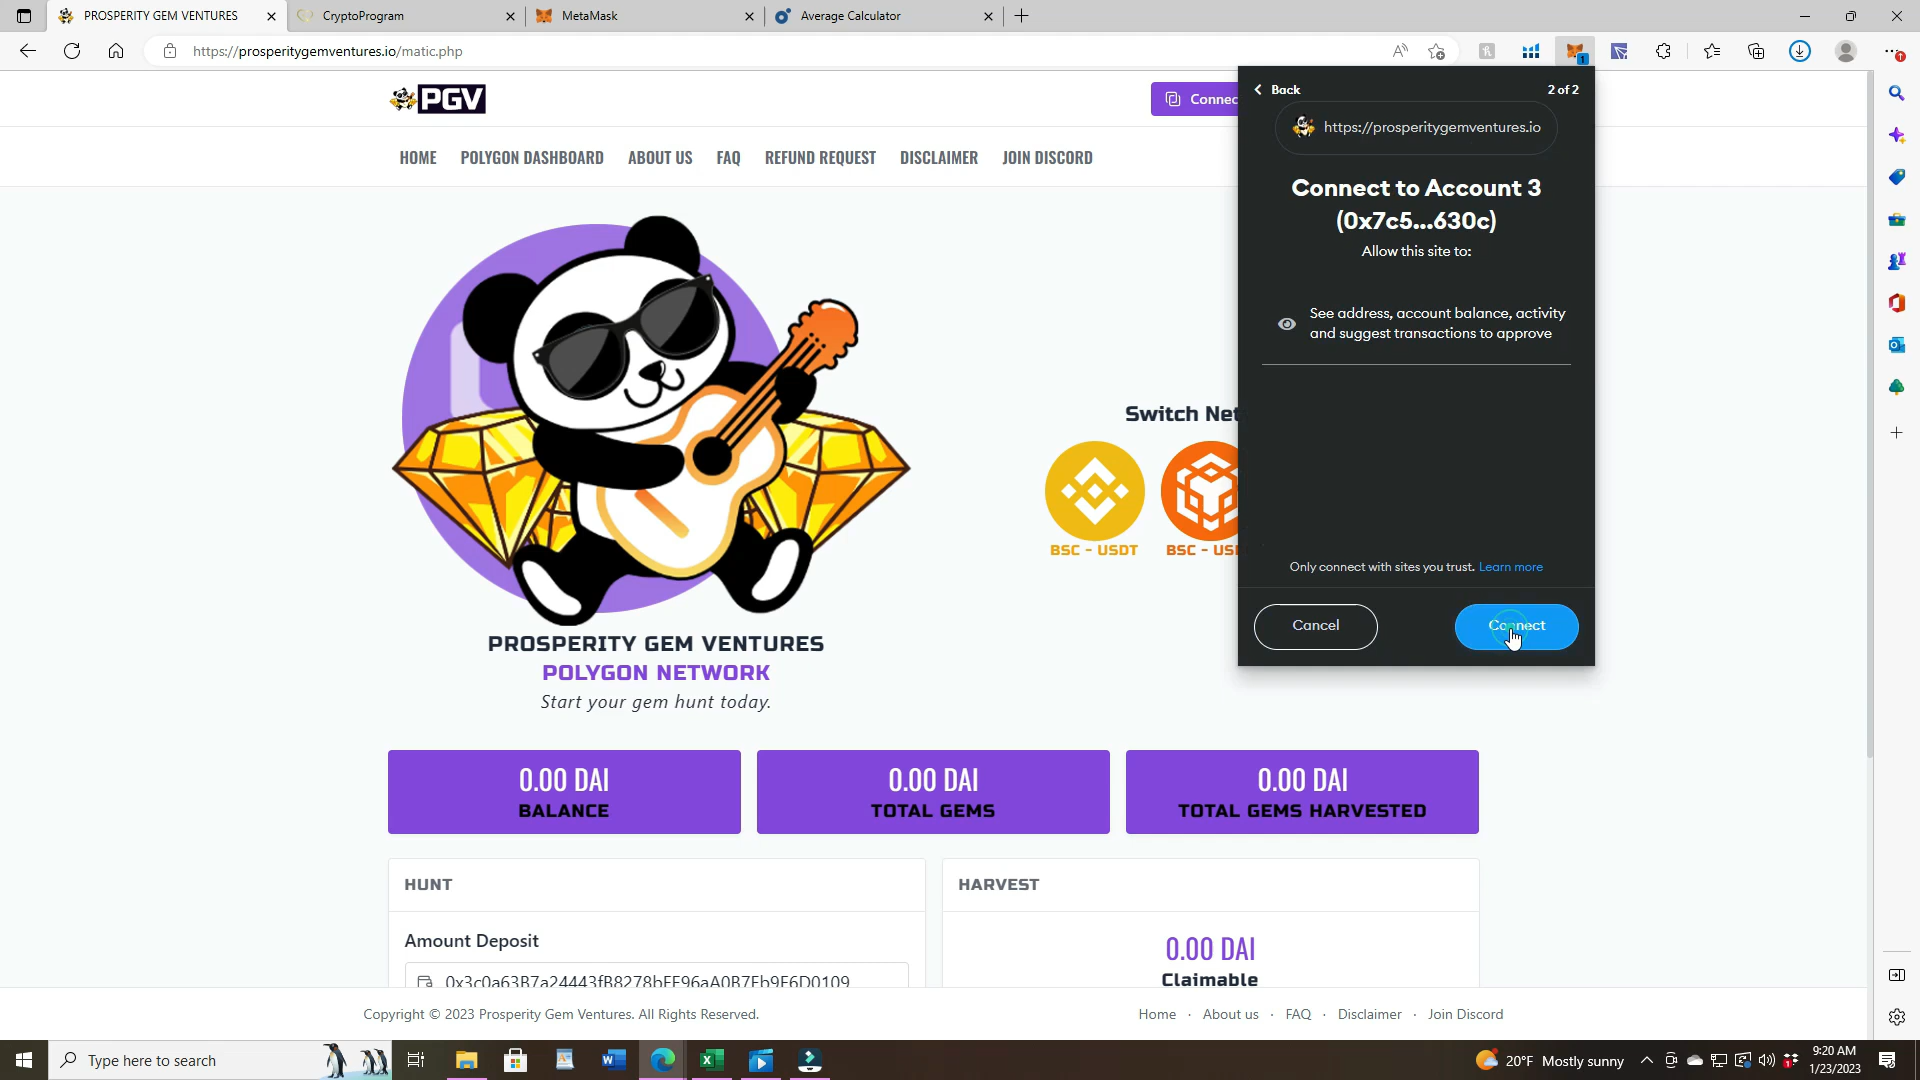 PROSPERITY GEM VENTURES
CryptoProgram
MetaMask
Average Calculator
https://prosperitygemventures.io/matic.php
PGV
Connec
Back
2 of 2
https://prosperitygemventures.io
Connect to Account 3
(0x7c5...630c)
Allow this site to:
See address, account balance, activity
and suggest transactions to approve
Only connect with sites you trust. Learn more
Cancel
Connect
HOME
POLYGON DASHBOARD
ABOUT US
FAQ
REFUND REQUEST
DISCLAIMER
JOIN DISCORD
Switch Net
BSC - USDT
BSC - USD
PROSPERITY GEM VENTURES
POLYGON NETWORK
Start your gem hunt today.
0.00 DAI
BALANCE
0.00 DAI
TOTAL GEMS
0.00 DAI
TOTAL GEMS HARVESTED
HUNT
HARVEST
Amount Deposit
0.00 DAI
Claimable
Copyright © 2023 Prosperity Gem Ventures. All Rights Reserved.
Home · About us · FAQ · Disclaimer · Join Discord
Type here to search
20°F Mostly sunny
9:20 AM
1/23/2023